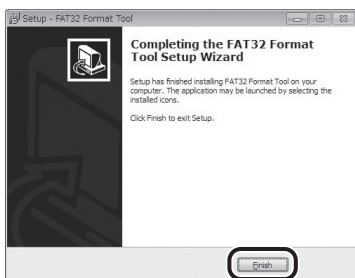 Setup - FAT32 Format Tool
Completing the FAT32 Format
Tool Setup Wizard
Setup has finished installing FAT32 Format Tool on your
computer. The application may be launched by selecting the
installed icons.
Click Finish to exit Setup.
Finish